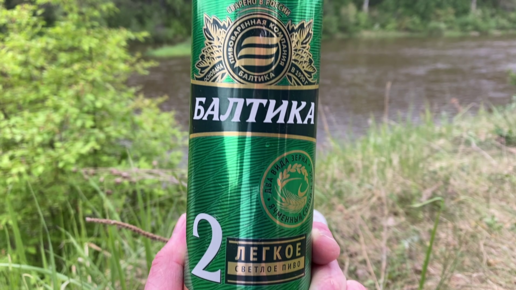 СВАРЕНО В РОССИИ
ПИВОВАРЕННАЯ КОМПАНИЯ
БАЛТИКА
БАЛТИКА
2
ЛЕГКОЕ
СВЕТЛОЕ ПИВО